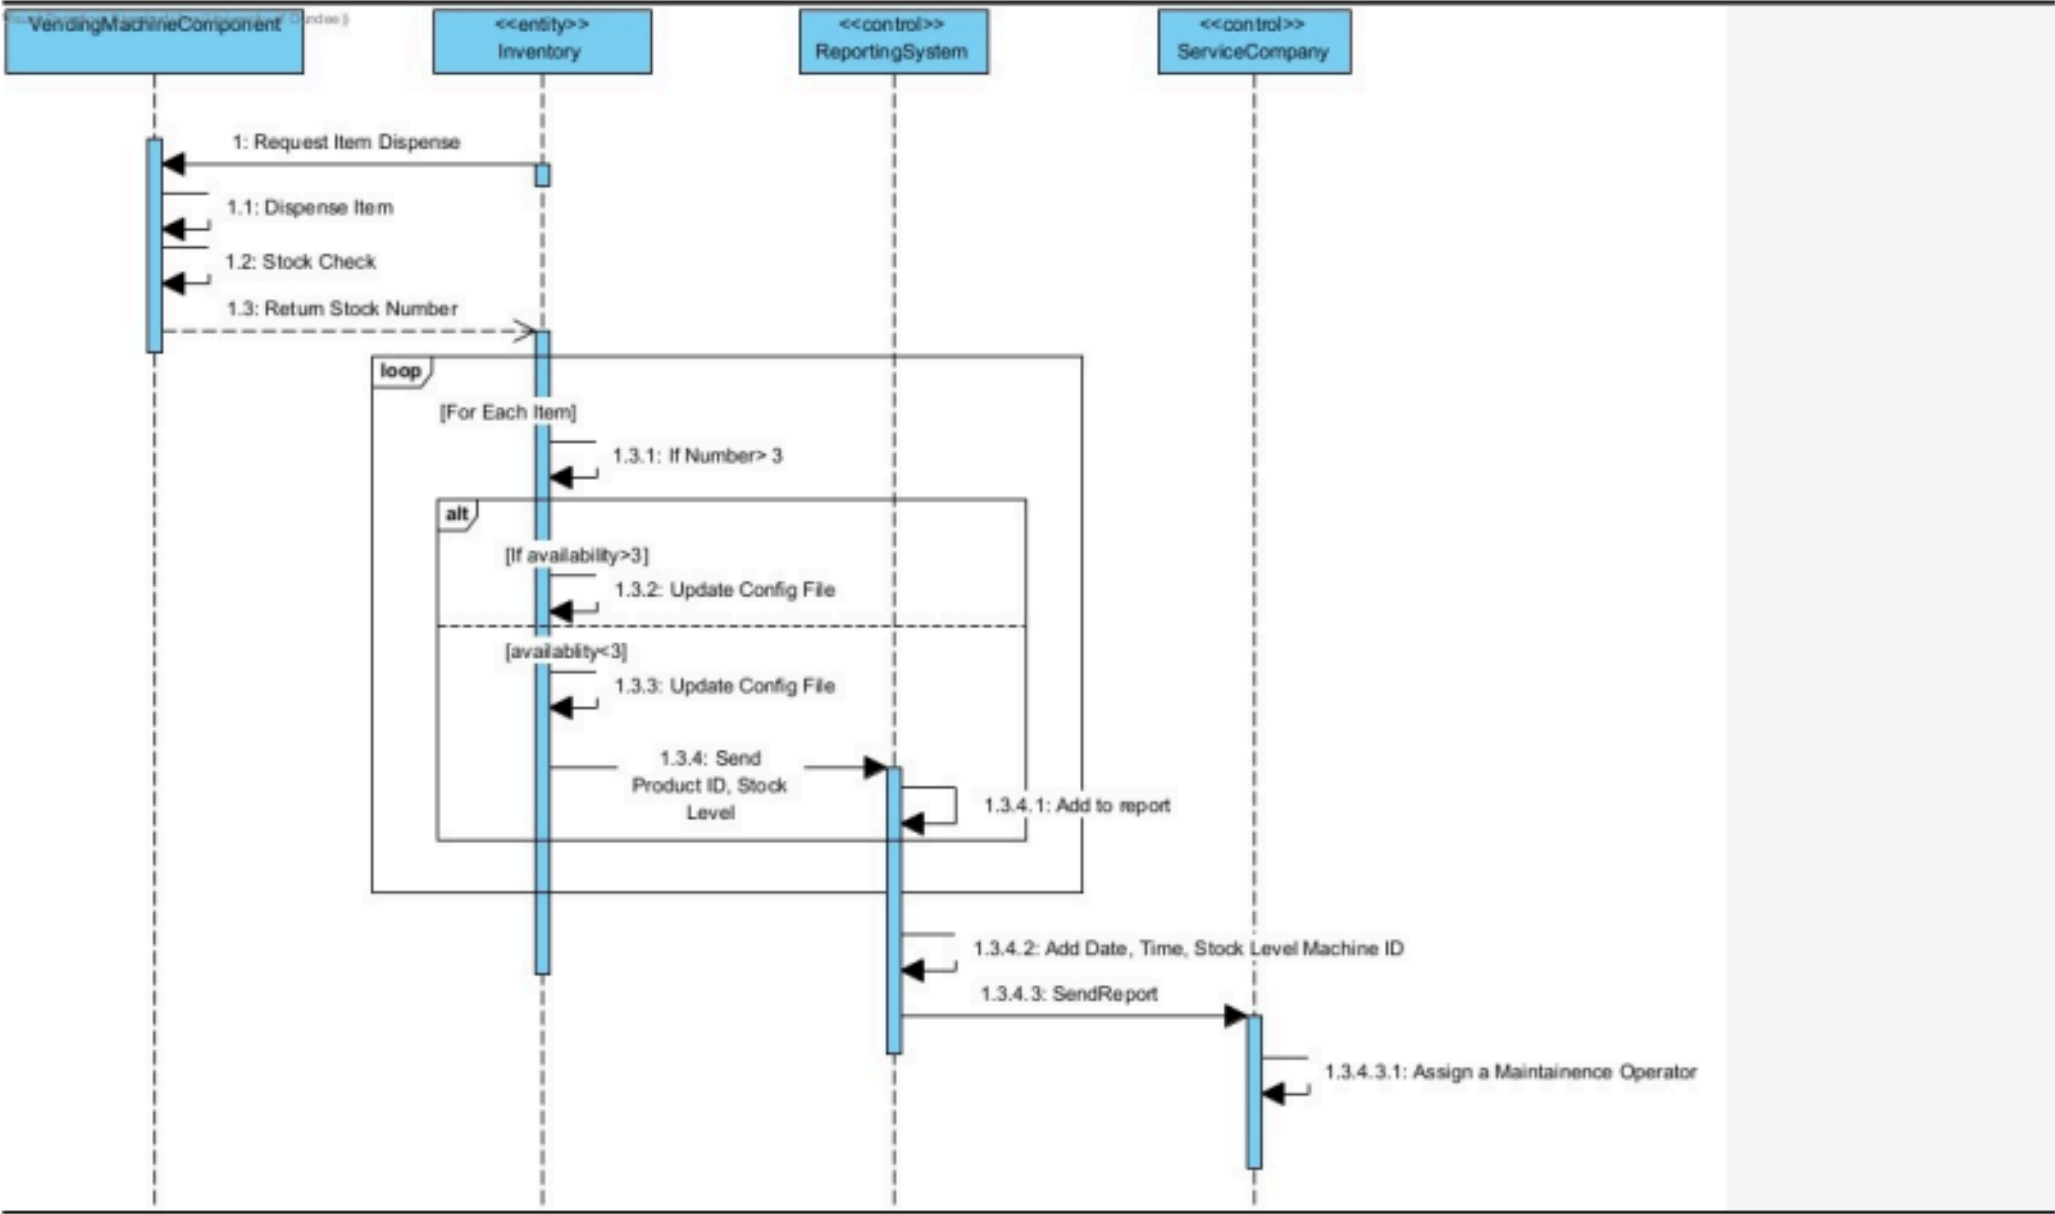 VendingMachineComponent
<<entity>>
Inventory
<<control>>
ReportingSystem
<<control>>
ServiceCompany
1: Request Item Dispense
1.1: Dispense Item
1.2: Stock Check
1.3: Return Stock Number
loop
[For Each Item]
1.3.1: If Number> 3
alt
[If availability>3]
1.3.2: Update Config File
[availablity<3]
1.3.3: Update Config File
1.3.4: Send
Product ID, Stock
Level
1.3.4.1: Add to report
1.3.4.2: Add Date, Time, Stock Level Machine ID
1.3.4.3: SendReport
1.3.4.3.1: Assign a Maintainence Operator